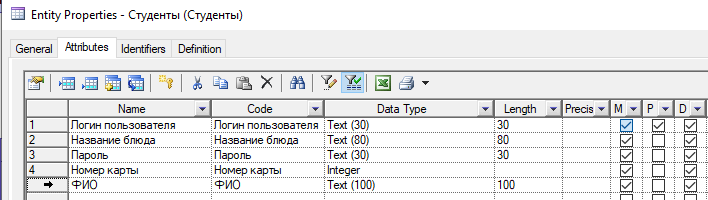 Entity Properties - Студенты (Студенты)
General Attributes Identifiers Definition
Name Code Data Type Length Precis M P D
1 Логин пользователя Логин пользователя Text (30) 30
2 Название блюда Название блюда Text (80) 80
3 Пароль Пароль Text (30) 30
4 Номер карты Номер карты Integer
ФИО ФИО Text (100) 100